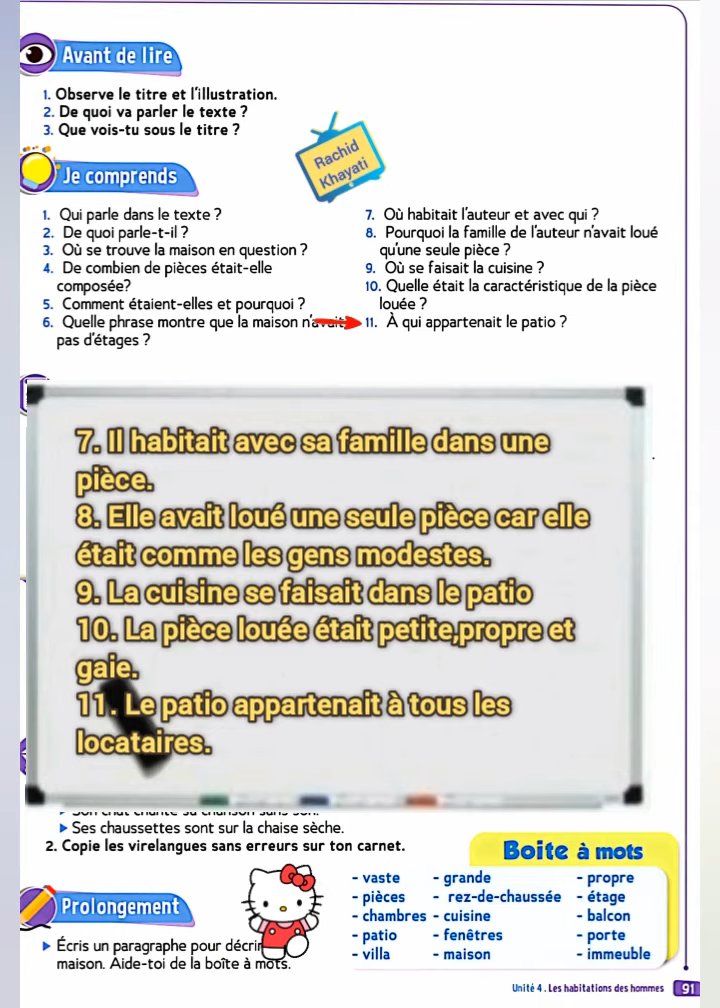 Avant de lire
1. Observe le titre et l'illustration.
2. De quoi va parler le texte ?
3. Que vois-tu sous le titre ?
Rachid
Khayati
Je comprends
1. Qui parle dans le texte ?
2. De quoi parle-t-il ?
3. Où se trouve la maison en question ?
4. De combien de pièces était-elle
composée?
5. Comment étaient-elles et pourquoi ?
6. Quelle phrase montre que la maison n'avait
pas d'étages ?
7. Où habitait l'auteur et avec qui ?
8. Pourquoi la famille de l'auteur n'avait loué
qu'une seule pièce ?
9. Où se faisait la cuisine ?
10. Quelle était la caractéristique de la pièce
louée ?
11. À qui appartenait le patio ?
7. Il habitait avec sa famille dans une
pièce.
8. Elle avait loué une seule pièce car elle
était comme les gens modestes.
9. La cuisine se faisait dans le patio
10. La pièce louée était petite,propre et
gaie.
11. Le patio appartenait à tous les
locataires.
Son chat chante sa chanson sans son.
Ses chaussettes sont sur la chaise sèche.
2. Copie les virelangues sans erreurs sur ton carnet.
Prolongement
Écris un paragraphe pour décrir
maison. Aide-toi de la boîte à mots.
Boite à mots
- vaste - grande - propre
- pièces - rez-de-chaussée - étage
- chambres - cuisine - balcon
- patio - fenêtres - porte
- villa - maison - immeuble
Unité 4 . Les habitations des hommes 91